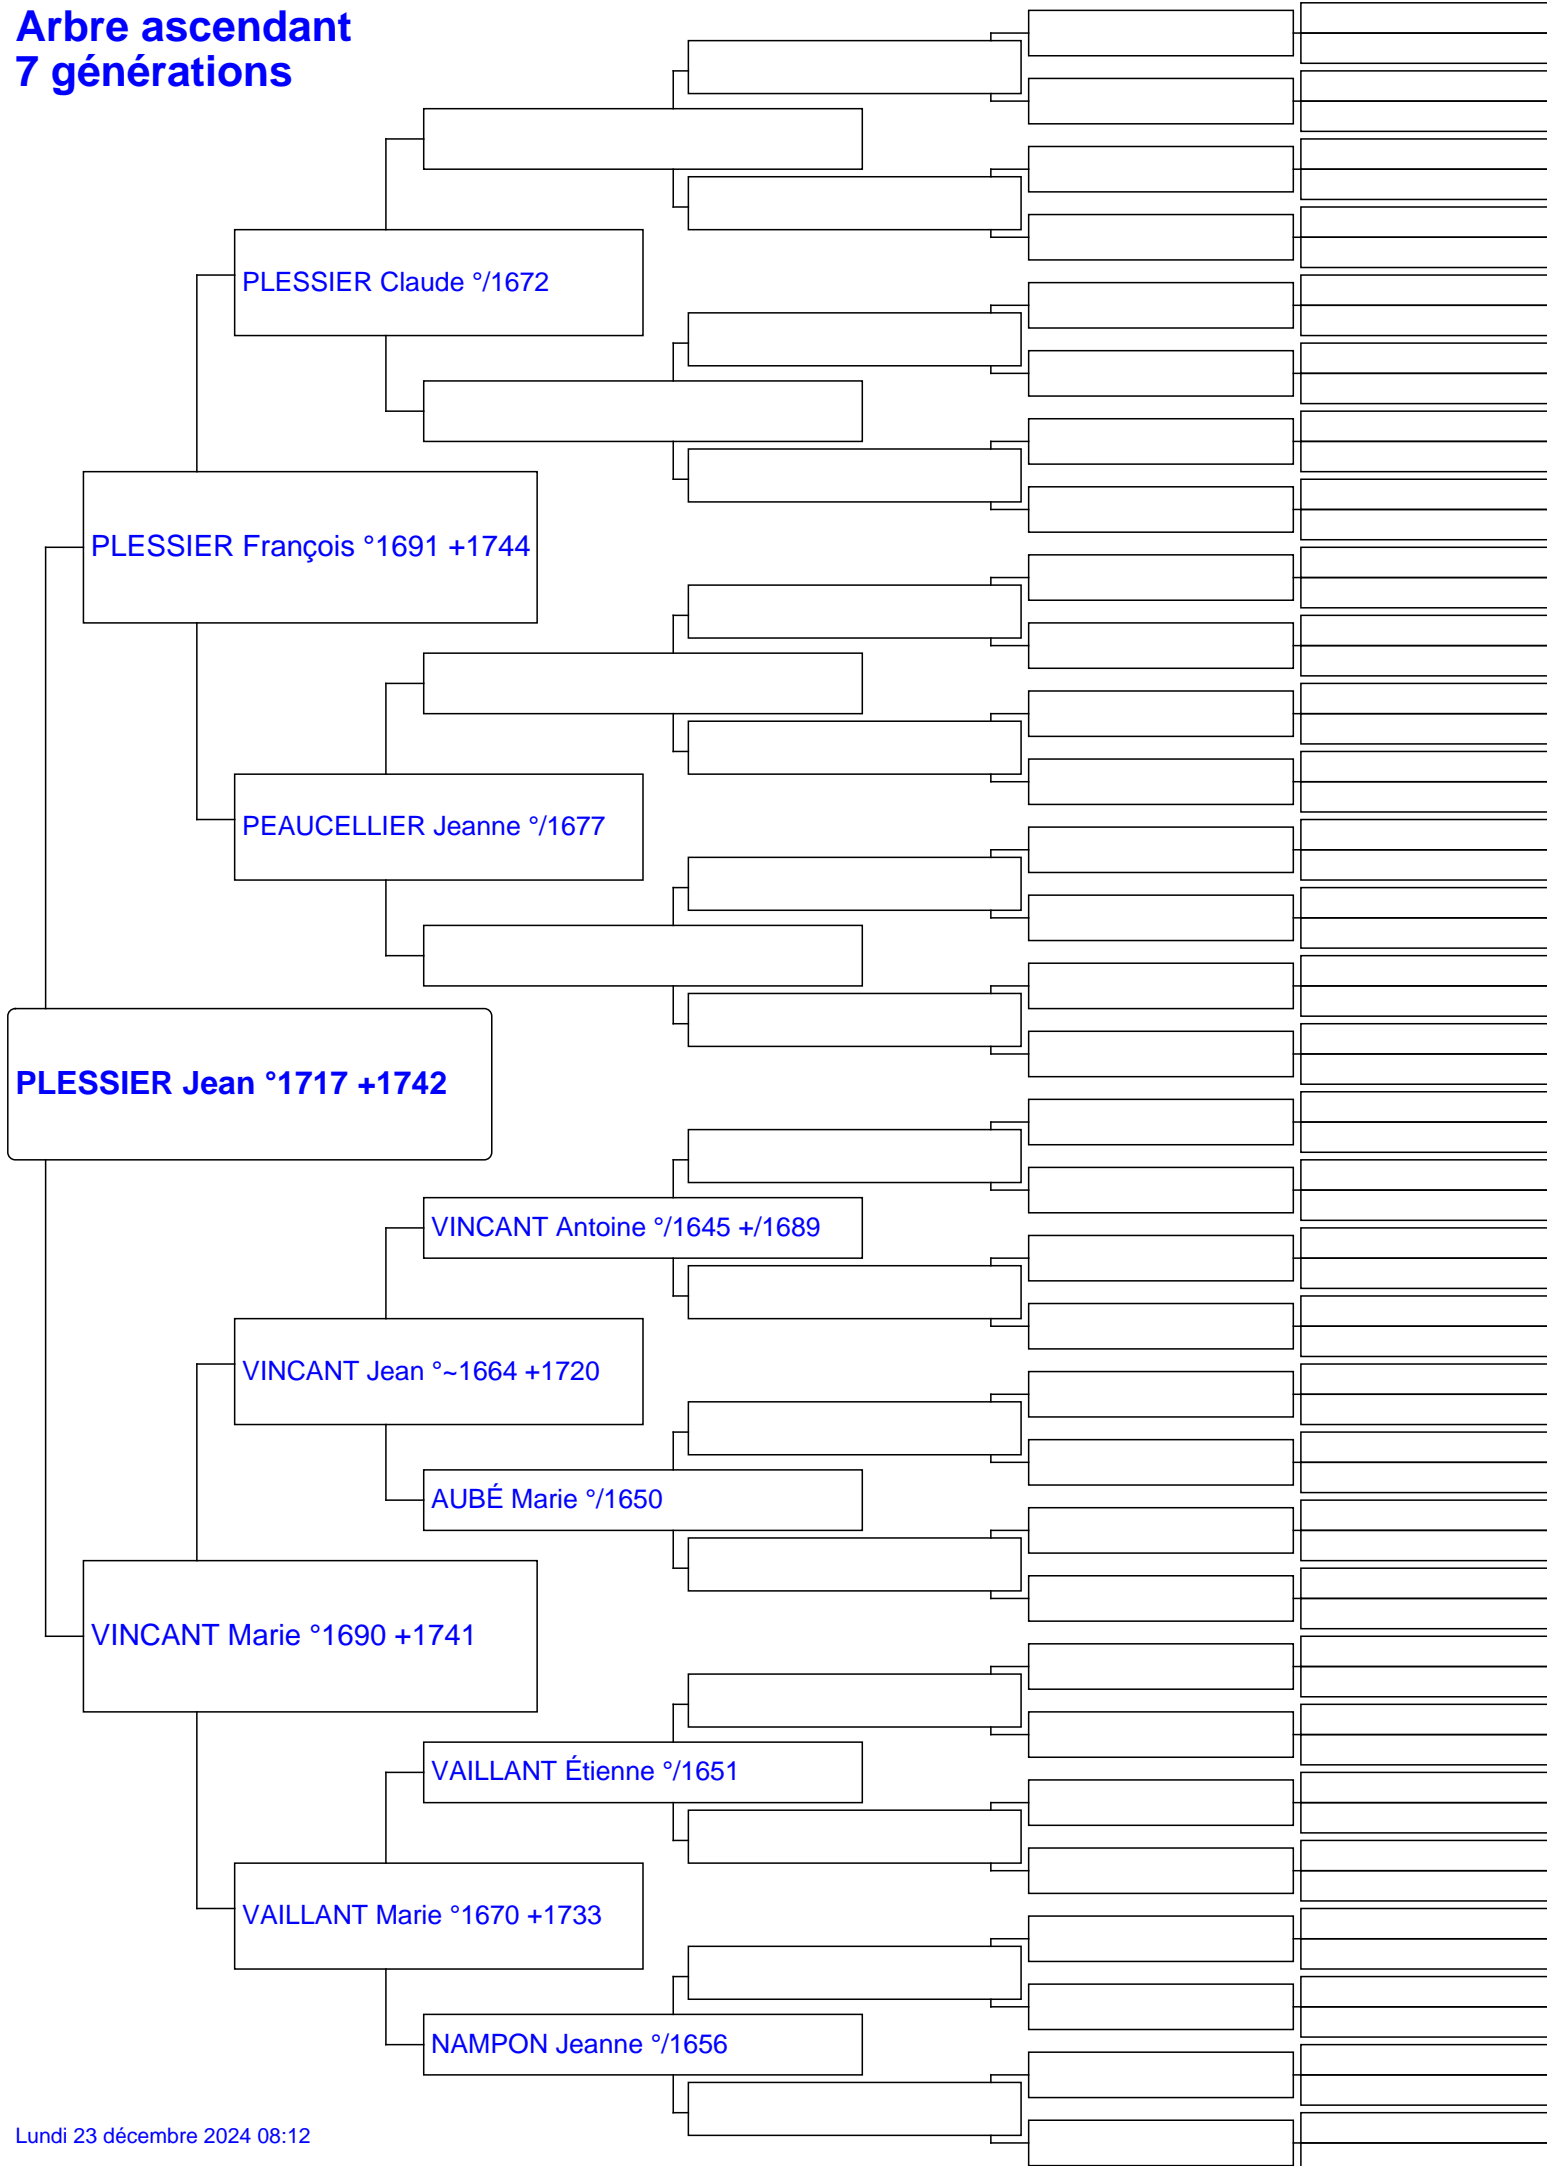 Arbre ascendant
7 générations
PLESSIER Claude °/1672
PLESSIER François °1691 +1744
PEAUCELLIER Jeanne °/1677
PLESSIER Jean °1717 +1742
VINCANT Antoine °/1645 +/1689
VINCANT Jean °~1664 +1720
AUBÉ Marie °/1650
VINCANT Marie °1690 +1741
VAILLANT Étienne °/1651
VAILLANT Marie °1670 +1733
NAMPON Jeanne °/1656
Lundi 23 décembre 2024 08:12